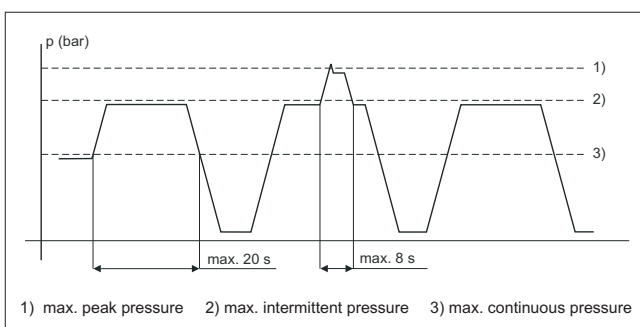 p (bar)
1)
2)
3)
max. 20 s
max. 8 s
1) max. peak pressure 2) max. intermittent pressure 3) max. continuous pressure